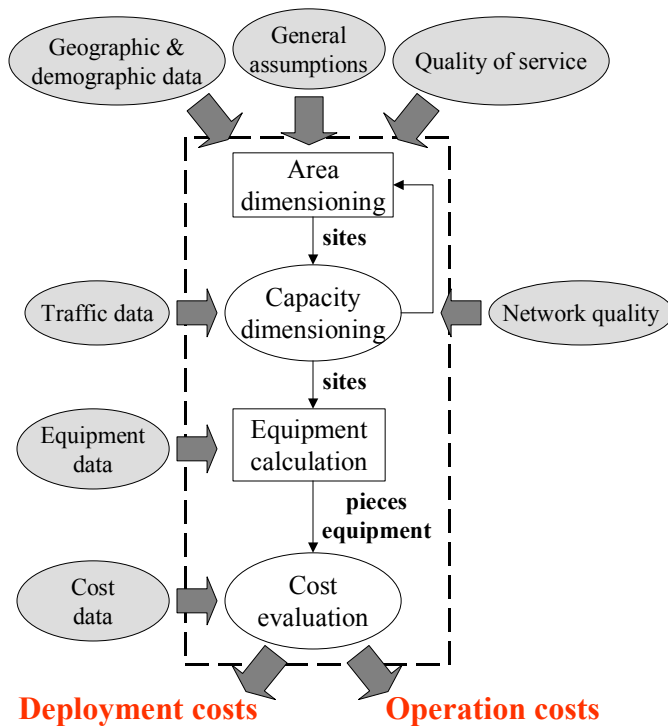 Geographic &
demographic data
General
assumptions
Quality of service
Area
dimensioning
sites
Traffic data
Capacity
dimensioning
Network quality
sites
Equipment
data
Equipment
calculation
pieces
equipment
Cost
data
Cost
evaluation
Deployment costs
Operation costs